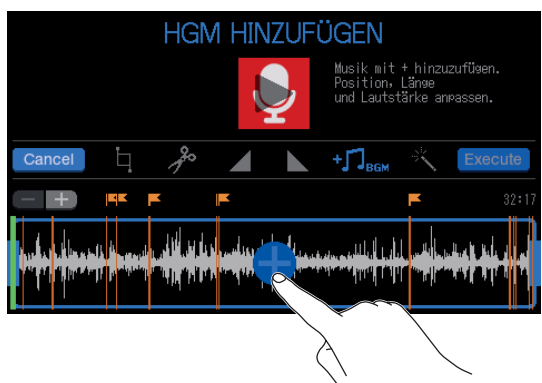 HGM HINZUFÜGEN
Musik mit + hinzuzufügen.
Position, Länge
und Lautstärke anpassen.
Cancel
+ BGM
Execute
- +
32:17
+